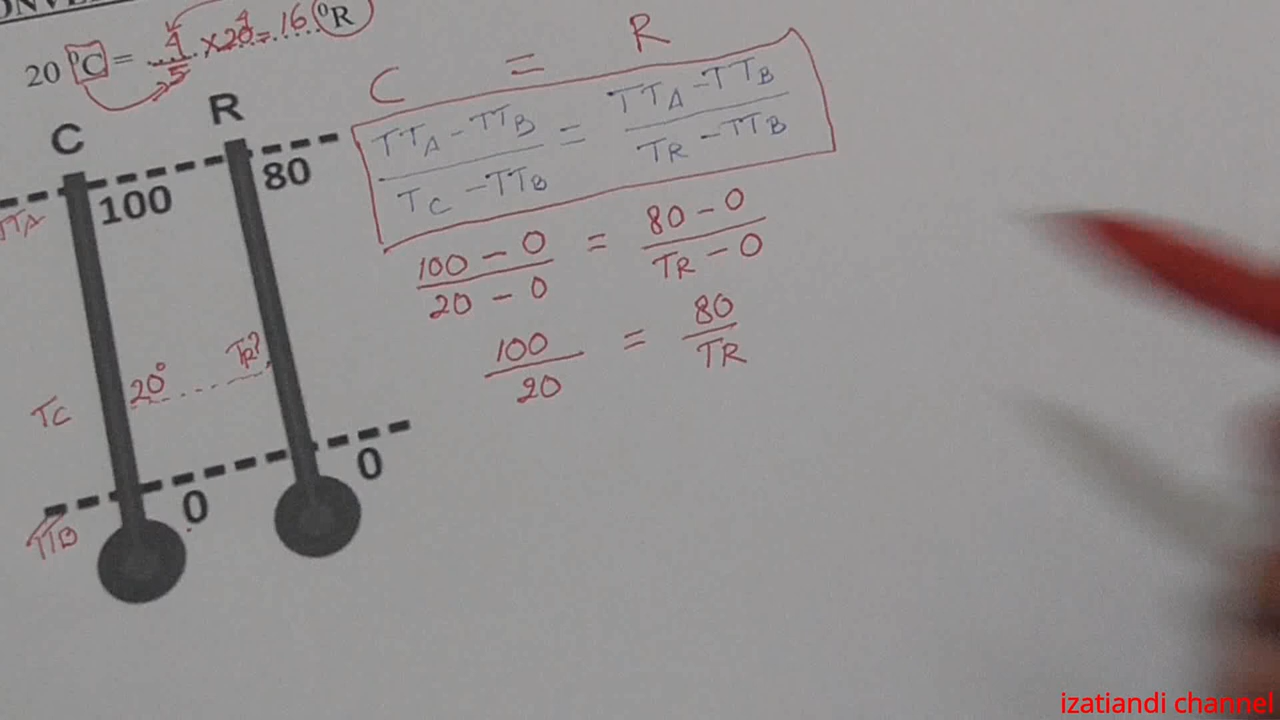 20 °C = 4/5 × 20 4 = 16 °R
C = R
C
R
TTA - TTB / TC - TTB = TTA - TTB / TR - TTB
100
80
TTA
100 - 0 / 20 - 0 = 80 - 0 / TR - 0
100 / 20 = 80 / TR
TC
20°
TR?
0
0
TTB
izatiandi channel